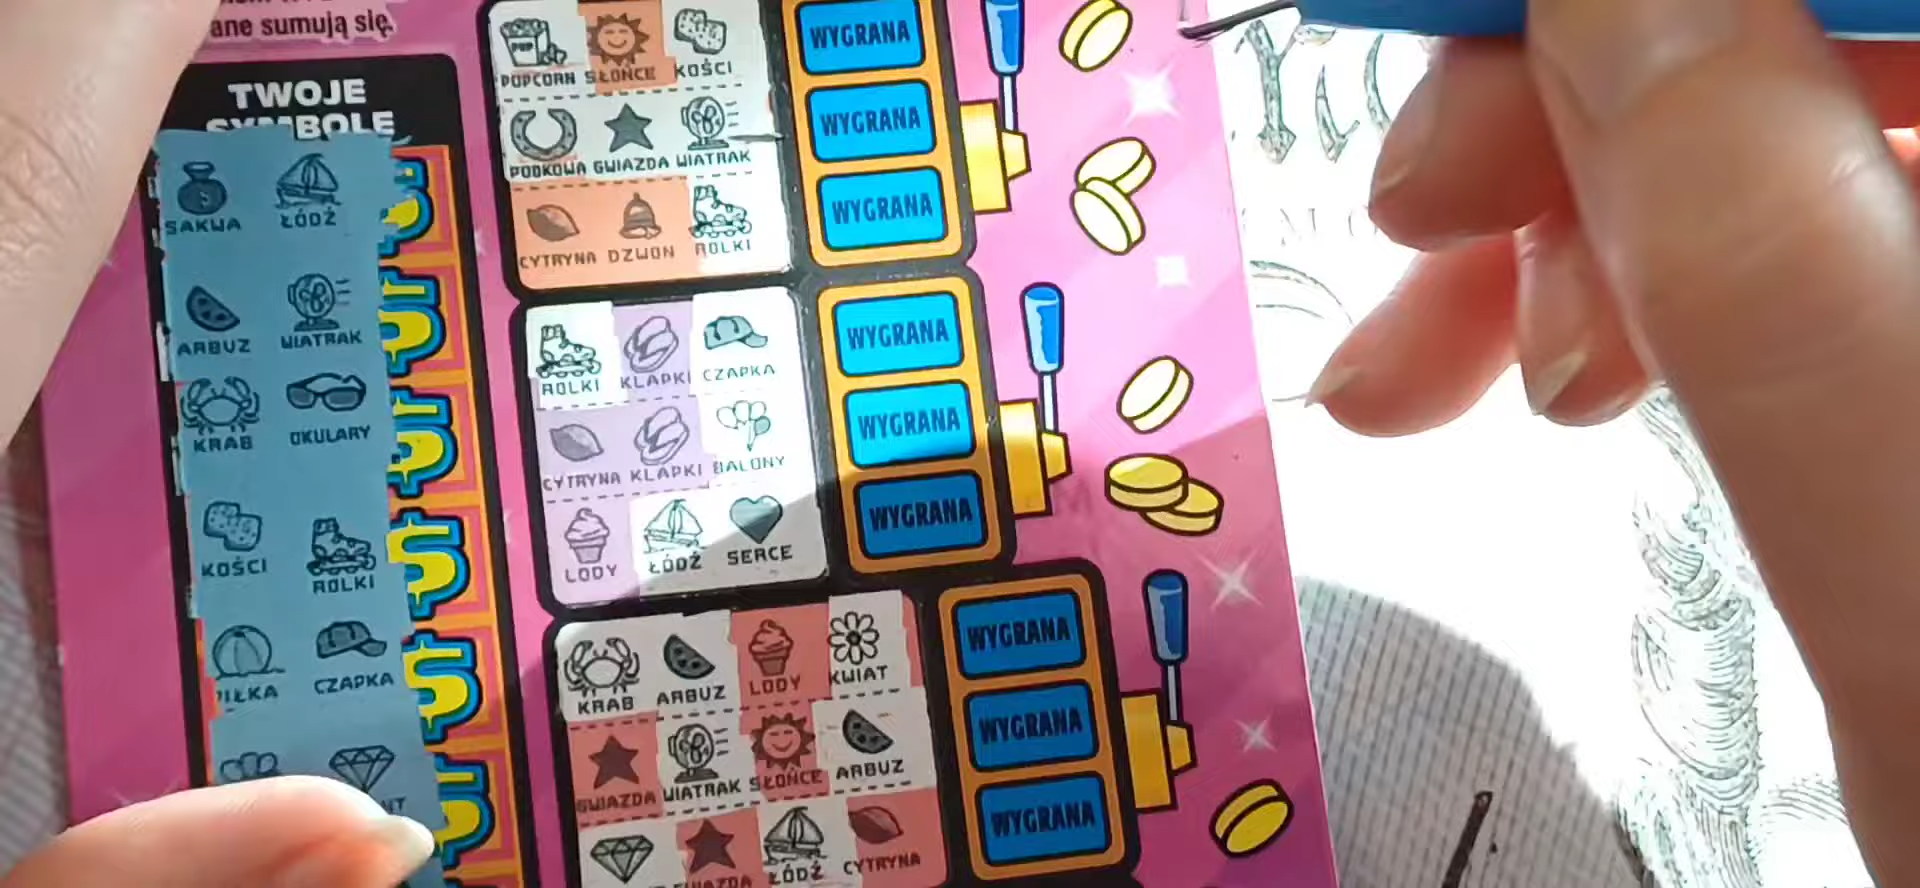 ane sumują się.
TWOJE
SYMBOLE
SAKWA ŁÓDŹ
ARBUZ WIATRAK
KRAB OKULARY
KOŚCI ROLKI
PIŁKA CZAPKA
POPCORN SŁOŃCE KOŚCI
PODKOWA GWIAZDA WIATRAK
CYTRYNA DZWON ROLKI
WYGRANA
WYGRANA
WYGRANA
ROLKI KLAPKI CZAPKA
CYTRYNA KLAPKI BALONY
LODY ŁÓDŹ SERCE
WYGRANA
WYGRANA
WYGRANA
KRAB ARBUZ LODY KWIAT
GWIAZDA WIATRAK SŁOŃCE ARBUZ
GWIAZDA ŁÓDŹ CYTRYNA
WYGRANA
WYGRANA
WYGRANA